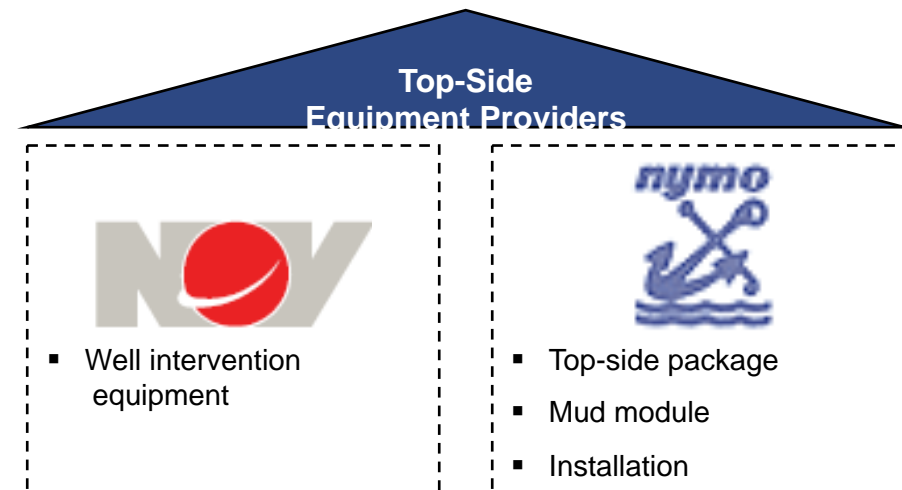 Top-Side
Equipment Providers
NOV
▪ Well intervention
equipment
nymo
▪ Top-side package
▪ Mud module
▪ Installation